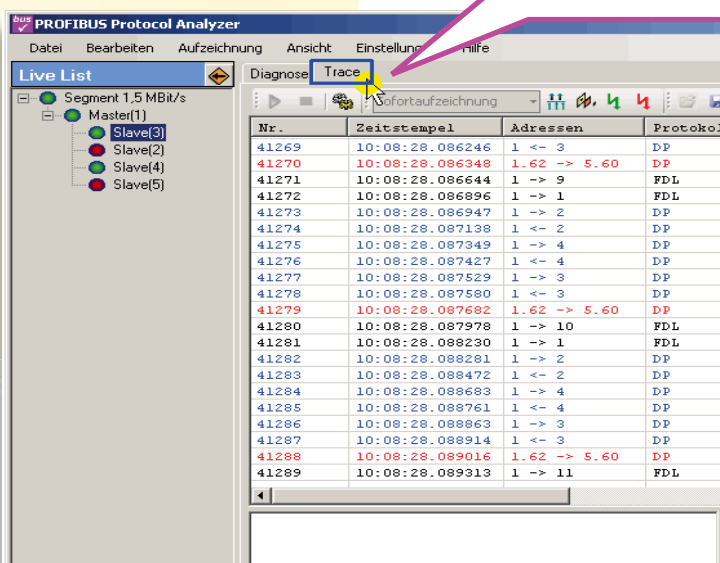 bus PROFIBUS Protocol Analyzer
Datei Bearbeiten Aufzeichnung Ansicht Einstellung Hilfe
Live List
Diagnose Trace
Segment 1,5 MBit/s
Master(1)
Slave(3)
Slave(2)
Slave(4)
Slave(5)
Sofortaufzeichnung
Nr. Zeitstempel Adressen Protokol
41269 10:08:28.086246 1 <- 3 DP
41270 10:08:28.086348 1.62 -> 5.60 DP
41271 10:08:28.086644 1 -> 9 FDL
41272 10:08:28.086896 1 -> 1 FDL
41273 10:08:28.086947 1 -> 2 DP
41274 10:08:28.087138 1 <- 2 DP
41275 10:08:28.087349 1 -> 4 DP
41276 10:08:28.087427 1 <- 4 DP
41277 10:08:28.087529 1 -> 3 DP
41278 10:08:28.087580 1 <- 3 DP
41279 10:08:28.087682 1.62 -> 5.60 DP
41280 10:08:28.087978 1 -> 10 FDL
41281 10:08:28.088230 1 -> 1 FDL
41282 10:08:28.088281 1 -> 2 DP
41283 10:08:28.088472 1 <- 2 DP
41284 10:08:28.088683 1 -> 4 DP
41285 10:08:28.088761 1 <- 4 DP
41286 10:08:28.088863 1 -> 3 DP
41287 10:08:28.088914 1 <- 3 DP
41288 10:08:28.089016 1.62 -> 5.60 DP
41289 10:08:28.089313 1 -> 11 FDL